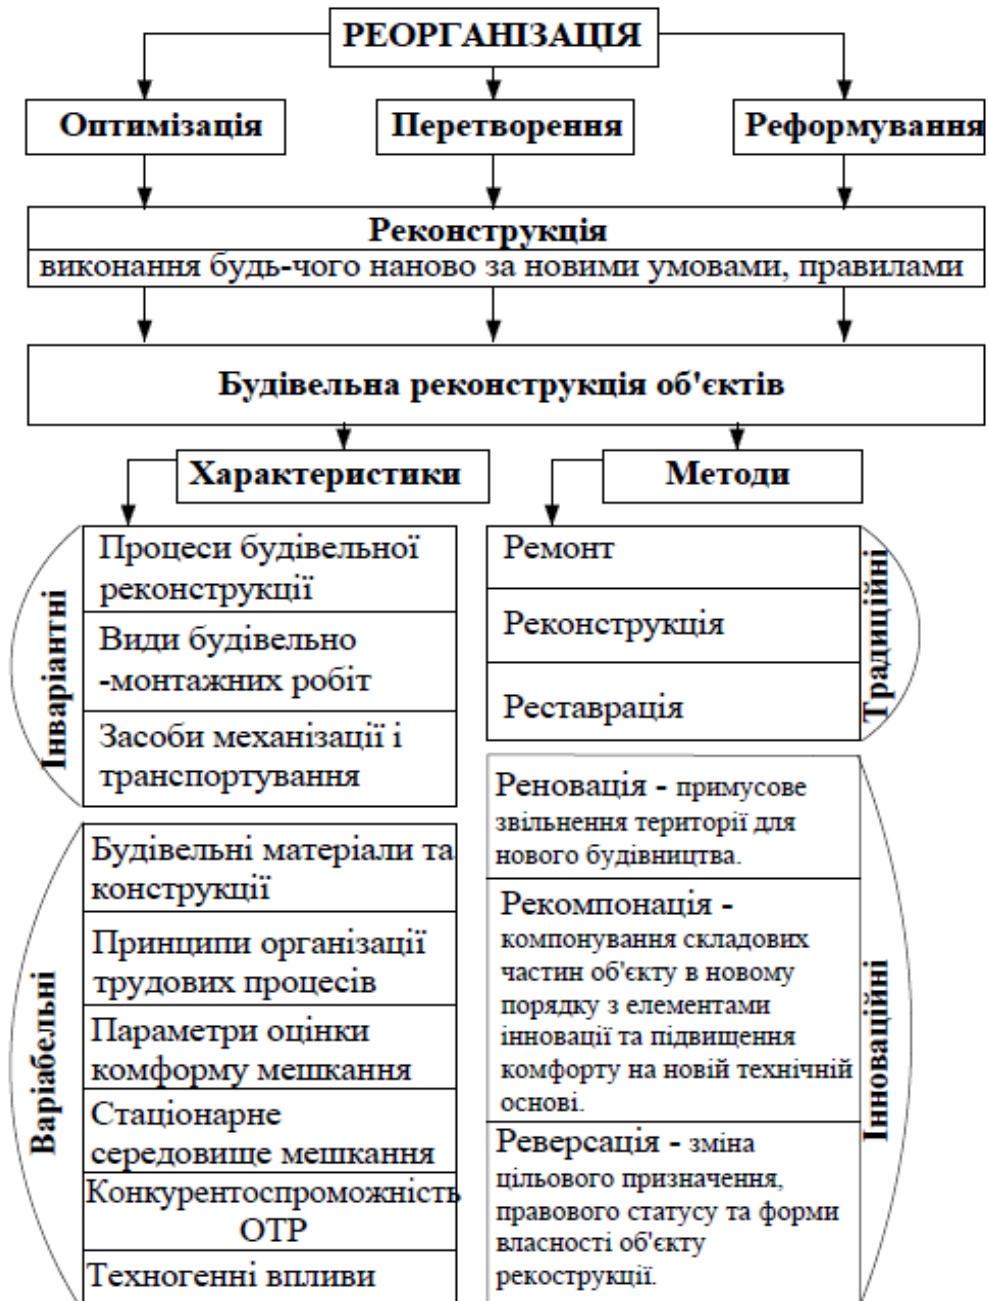 РЕОРГАНІЗАЦІЯ
Оптимізація
Перетворення
Реформування
Реконструкція
виконання будь-чого наново за новими умовами, правилами
Будівельна реконструкція об'єктів
Характеристики
Методи
Інваріантні
Процеси будівельної
реконструкції
Види будівельно
-монтажних робіт
Засоби механізації і
транспортування
Варіабельні
Будівельні матеріали та
конструкції
Принципи організації
трудових процесів
Параметри оцінки
комформу мешкання
Стаціонарне
середовище мешкання
Конкурентоспроможність
ОТР
Техногенні впливи
Традиційні
Ремонт
Реконструкція
Реставрація
Інноваційні
Реновація - примусове
звільнення території для
нового будівництва.
Рекомпонація -
компонування складових
частин об'єкту в новому
порядку з елементами
інновації та підвищення
комфорту на новій технічній
основі.
Реверсація - зміна
цільового призначення,
правового статусу та форми
власності об'єкту
рекострукції.